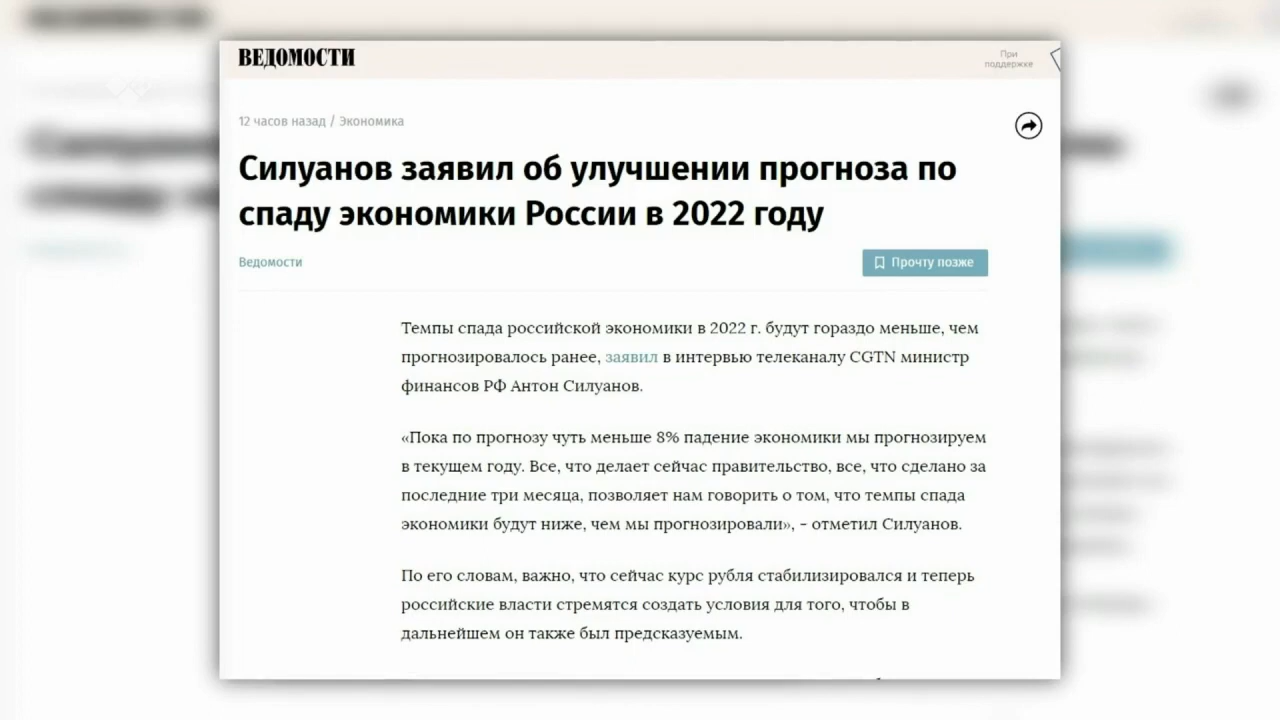 ВЕДОМОСТИ
При
поддержке
12 часов назад / Экономика
Силуанов заявил об улучшении прогноза по
спаду экономики России в 2022 году
Ведомости
Прочту позже
Темпы спада российской экономики в 2022 г. будут гораздо меньше, чем
прогнозировалось ранее, заявил в интервью телеканалу CGTN министр
финансов РФ Антон Силуанов.
«Пока по прогнозу чуть меньше 8% падение экономики мы прогнозируем
в текущем году. Все, что делает сейчас правительство, все, что сделано за
последние три месяца, позволяет нам говорить о том, что темпы спада
экономики будут ниже, чем мы прогнозировали», - отметил Силуанов.
По его словам, важно, что сейчас курс рубля стабилизировался и теперь
российские власти стремятся создать условия для того, чтобы в
дальнейшем он также был предсказуемым.